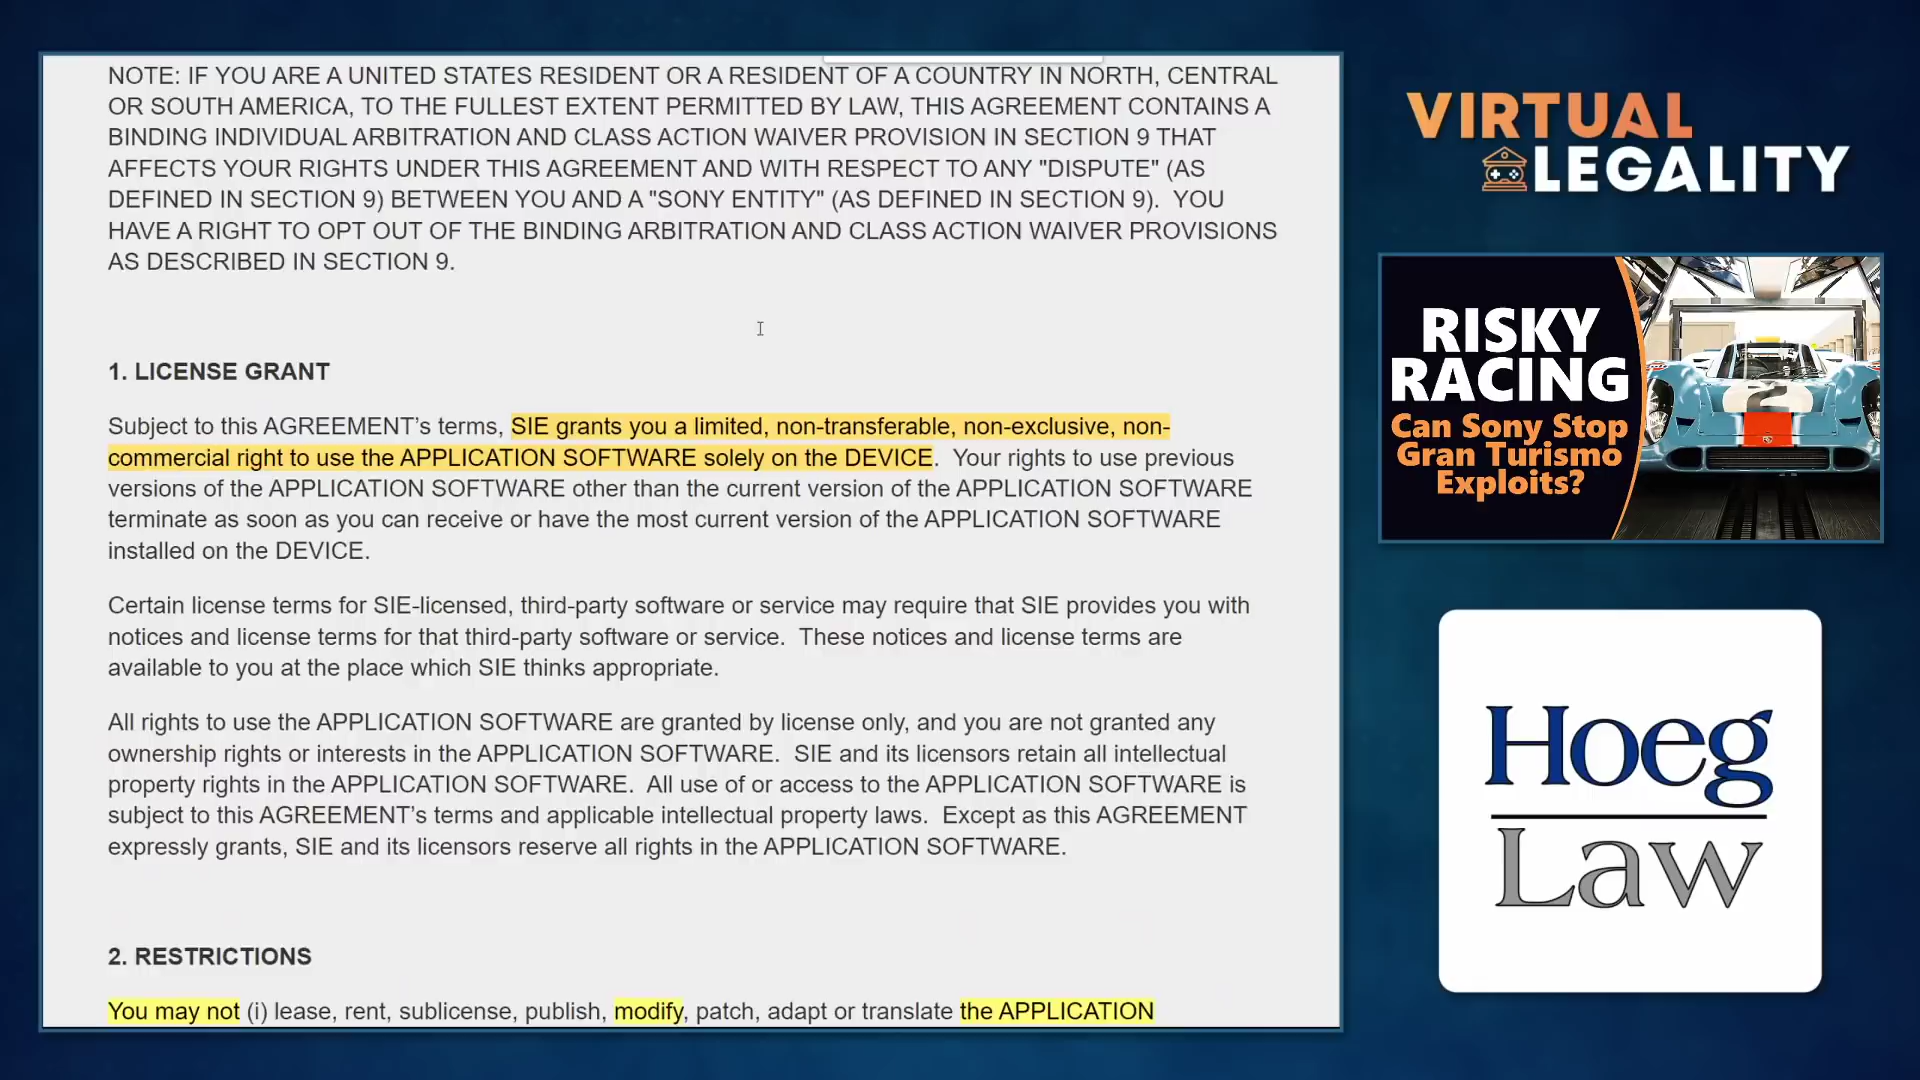 NOTE: IF YOU ARE A UNITED STATES RESIDENT OR A RESIDENT OF A COUNTRY IN NORTH, CENTRAL
OR SOUTH AMERICA, TO THE FULLEST EXTENT PERMITTED BY LAW, THIS AGREEMENT CONTAINS A
BINDING INDIVIDUAL ARBITRATION AND CLASS ACTION WAIVER PROVISION IN SECTION 9 THAT
AFFECTS YOUR RIGHTS UNDER THIS AGREEMENT AND WITH RESPECT TO ANY "DISPUTE" (AS
DEFINED IN SECTION 9) BETWEEN YOU AND A "SONY ENTITY" (AS DEFINED IN SECTION 9).  YOU
HAVE A RIGHT TO OPT OUT OF THE BINDING ARBITRATION AND CLASS ACTION WAIVER PROVISIONS
AS DESCRIBED IN SECTION 9.
1. LICENSE GRANT
Subject to this AGREEMENT’s terms, SIE grants you a limited, non-transferable, non-exclusive, non-
commercial right to use the APPLICATION SOFTWARE solely on the DEVICE.  Your rights to use previous
versions of the APPLICATION SOFTWARE other than the current version of the APPLICATION SOFTWARE
terminate as soon as you can receive or have the most current version of the APPLICATION SOFTWARE
installed on the DEVICE.
Certain license terms for SIE-licensed, third-party software or service may require that SIE provides you with
notices and license terms for that third-party software or service.  These notices and license terms are
available to you at the place which SIE thinks appropriate.
All rights to use the APPLICATION SOFTWARE are granted by license only, and you are not granted any
ownership rights or interests in the APPLICATION SOFTWARE.  SIE and its licensors retain all intellectual
property rights in the APPLICATION SOFTWARE.  All use of or access to the APPLICATION SOFTWARE is
subject to this AGREEMENT’s terms and applicable intellectual property laws.  Except as this AGREEMENT
expressly grants, SIE and its licensors reserve all rights in the APPLICATION SOFTWARE.
2. RESTRICTIONS
You may not (i) lease, rent, sublicense, publish, modify, patch, adapt or translate the APPLICATION
VIRTUAL
LEGALITY
RISKY
RACING
Can Sony Stop
Gran Turismo
Exploits?
2
Hoeg
Law